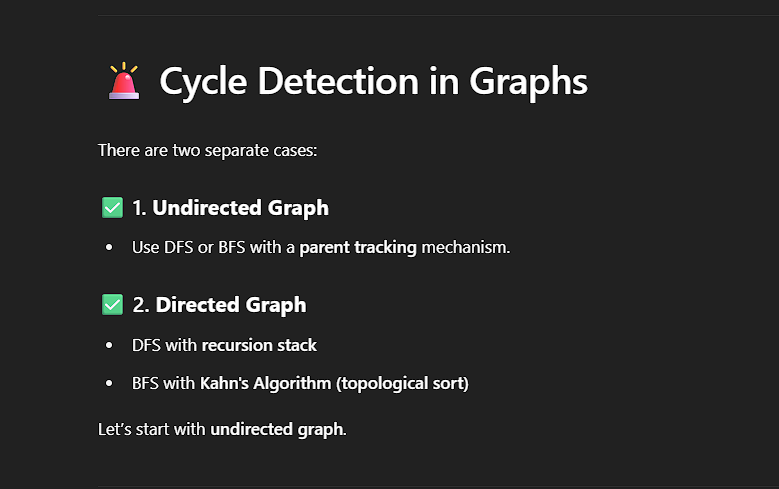 🚨 Cycle Detection in Graphs
There are two separate cases:
✅ 1. Undirected Graph
• Use DFS or BFS with a parent tracking mechanism.
✅ 2. Directed Graph
• DFS with recursion stack
• BFS with Kahn's Algorithm (topological sort)
Let’s start with undirected graph.